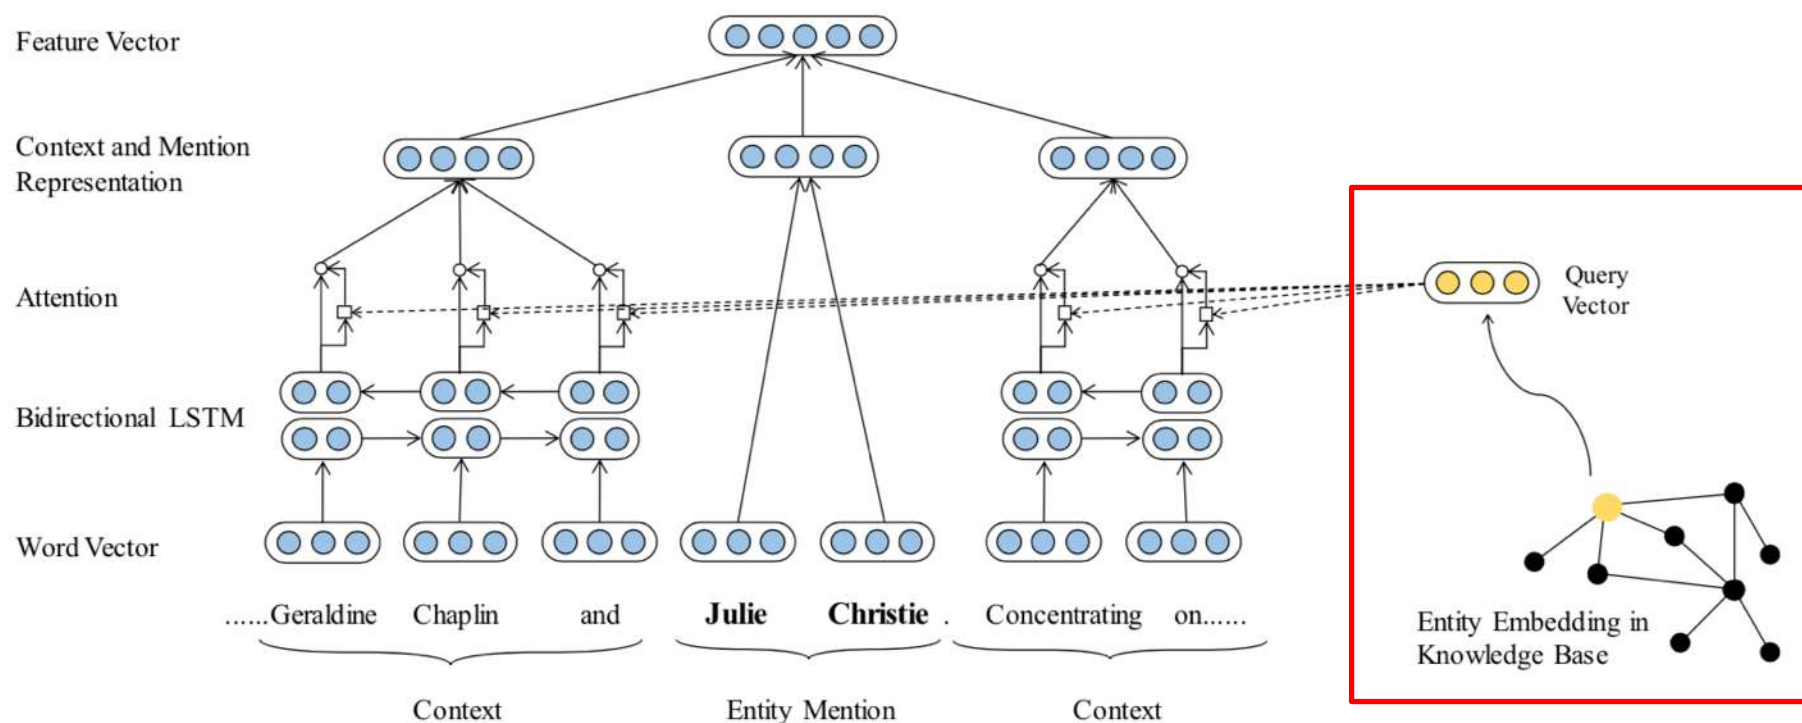 Feature Vector
Context and Mention
Representation
Attention
Query
Vector
Bidirectional LSTM
Word Vector
......Geraldine Chaplin and Julie Christie . Concentrating on......
Entity Embedding in
Knowledge Base
Context Entity Mention Context